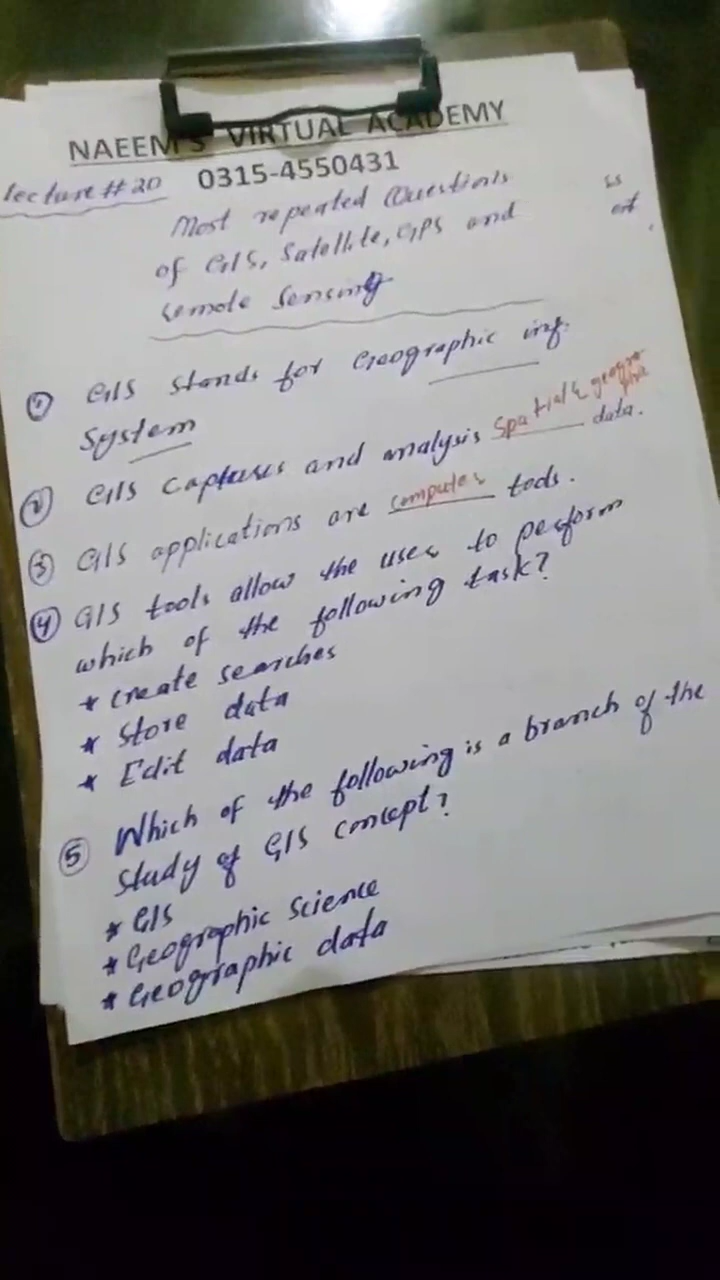 NAEEM'S VIRTUAL ACADEMY
0315-4550431
lecture # 20
Most repeated Questions
of GIS, Satellite, GPS and
remote Sensing
① GIS stands for Geographic inf.
System
② GIS captures and analysis Spatial & geographic data.
③ GIS applications are computer tools.
④ GIS tools allow the user to perform
which of the following task?
* create searches
* Store data
* Edit data
⑤ Which of the following is a branch of the
study of GIS concept?
* GIS
* Geographic Science
* Geographic data